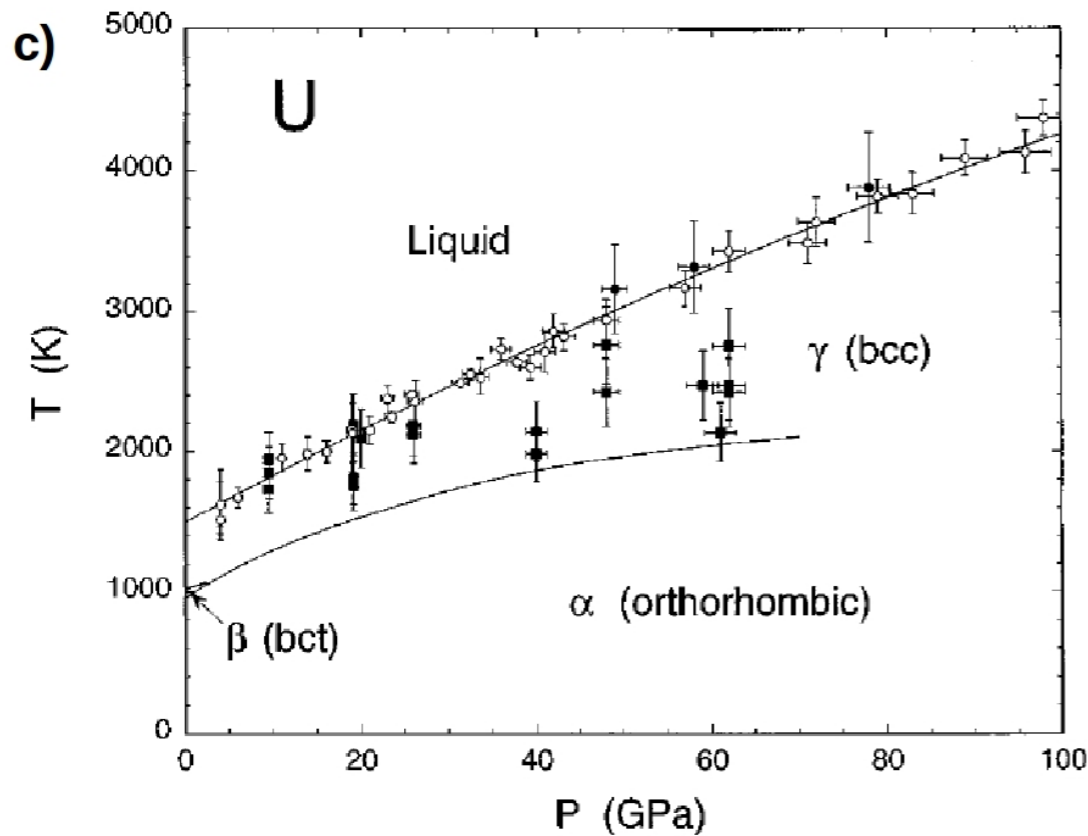 c)
U
5000
4000
3000
2000
1000
0
T (K)
Liquid
γ (bcc)
α (orthorhombic)
β (bct)
0 20 40 60 80 100
P (GPa)